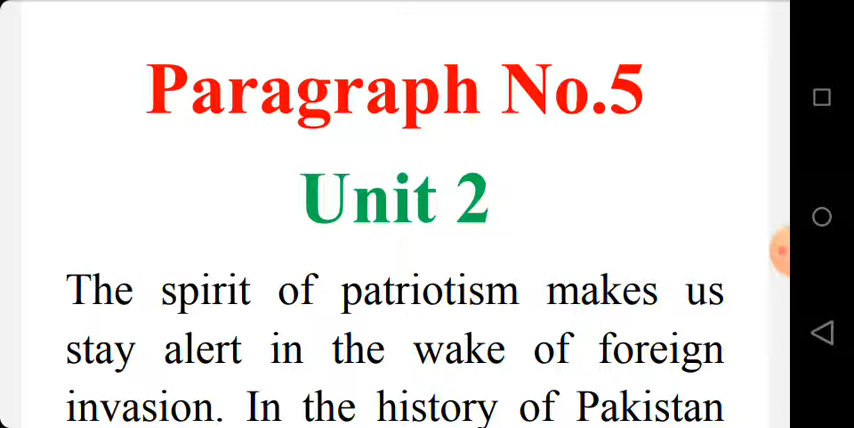 Paragraph No.5
Unit 2
The spirit of patriotism makes us
stay alert in the wake of foreign
invasion. In the history of Pakistan